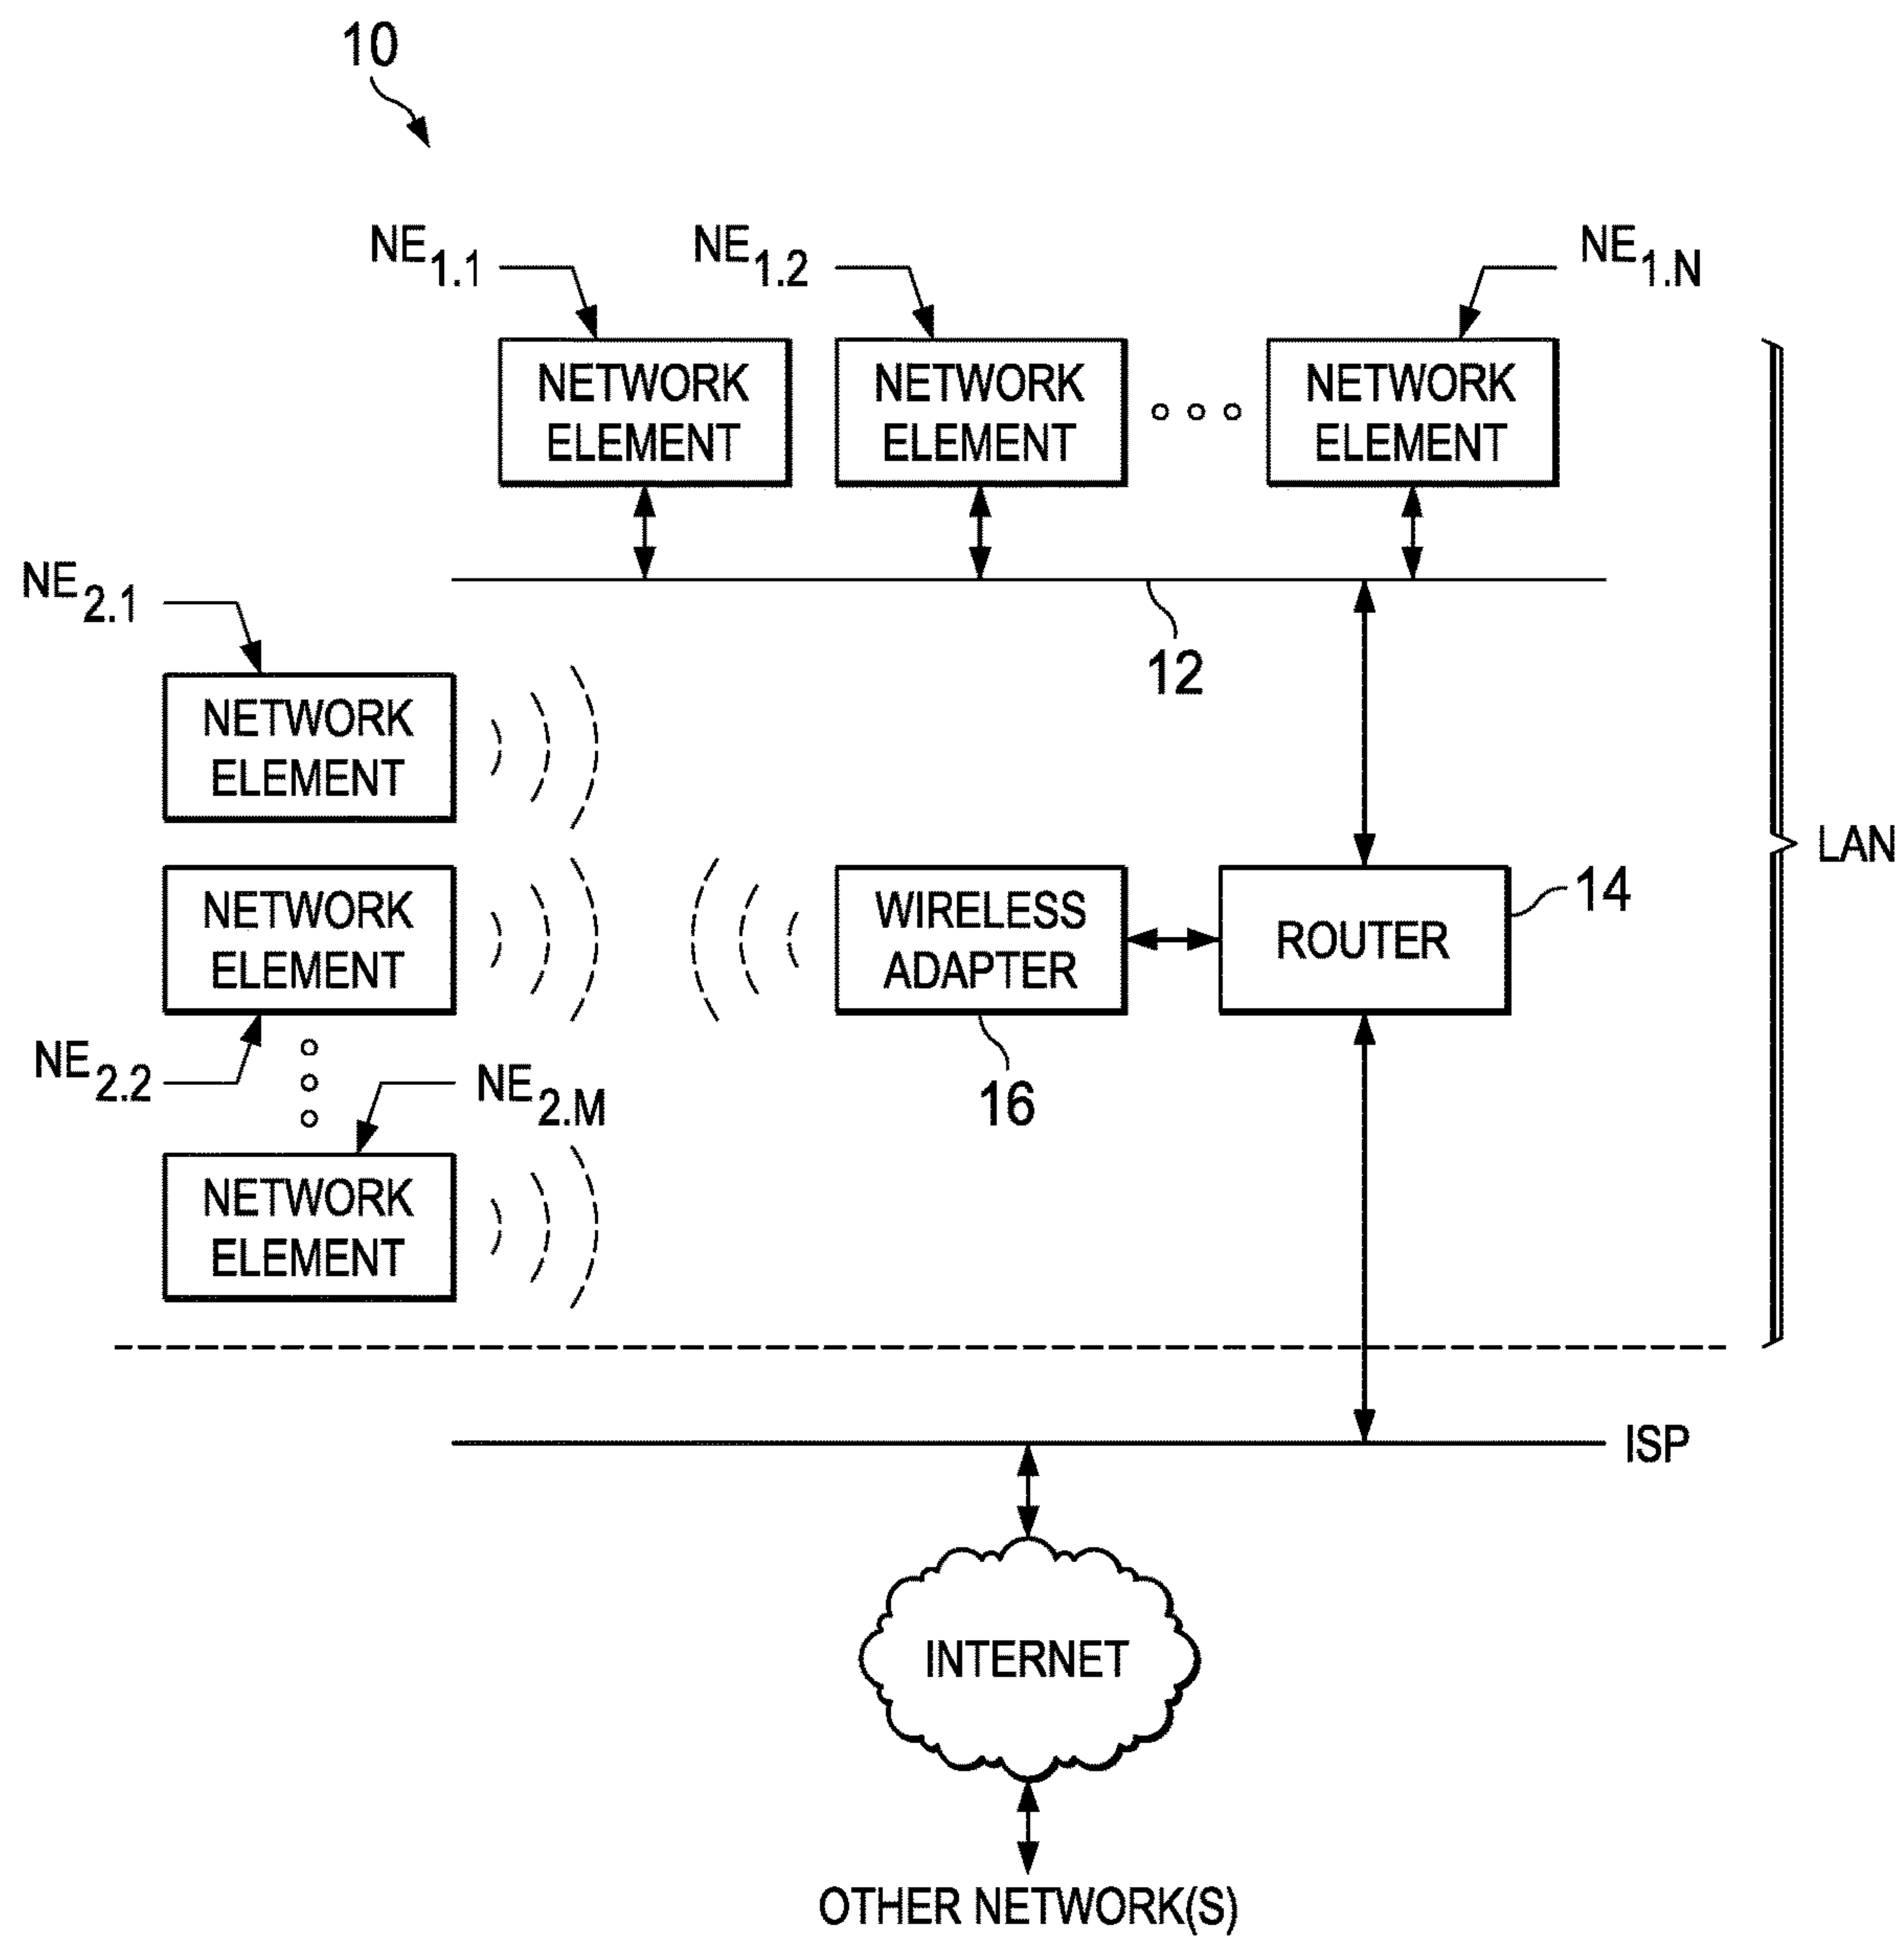 10
NE1.1
NE1.2
NE1.N
NETWORK
ELEMENT
NETWORK
ELEMENT
NETWORK
ELEMENT
NE2.1
12
NETWORK
ELEMENT
LAN
NETWORK
ELEMENT
WIRELESS
ADAPTER
ROUTER
14
NE2.2
NE2.M
16
NETWORK
ELEMENT
ISP
INTERNET
OTHER NETWORK(S)